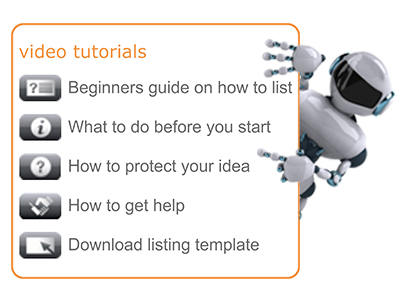 video tutorials
Beginners guide on how to list
What to do before you start
How to protect your idea
How to get help
Download listing template